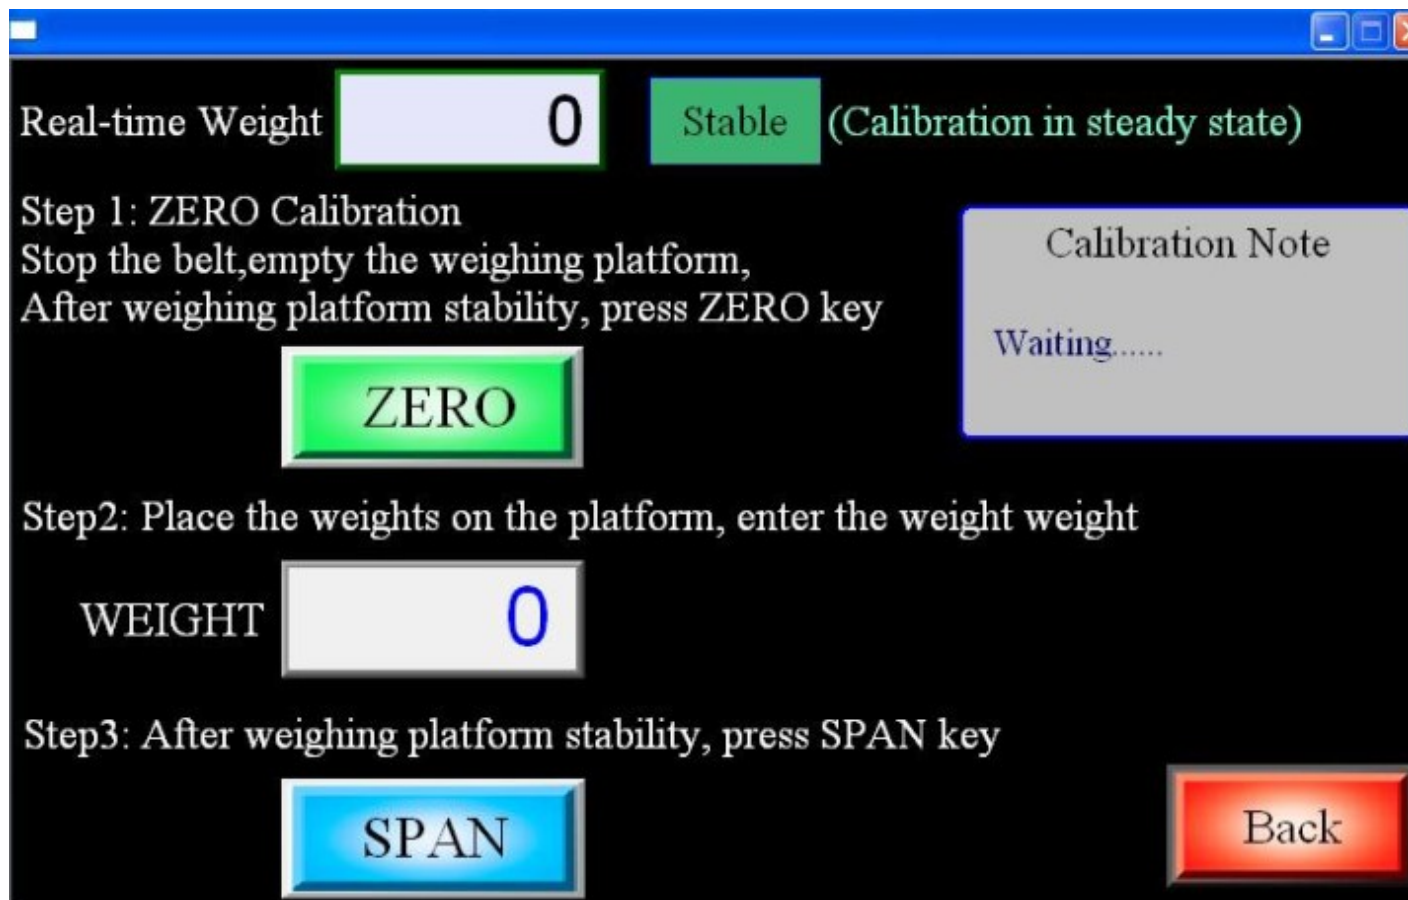 Real-time Weight 0 Stable (Calibration in steady state)
Step 1: ZERO Calibration
Stop the belt,empty the weighing platform,
After weighing platform stability, press ZERO key
Calibration Note
Waiting......
ZERO
Step2: Place the weights on the platform, enter the weight weight
WEIGHT 0
Step3: After weighing platform stability, press SPAN key
SPAN
Back